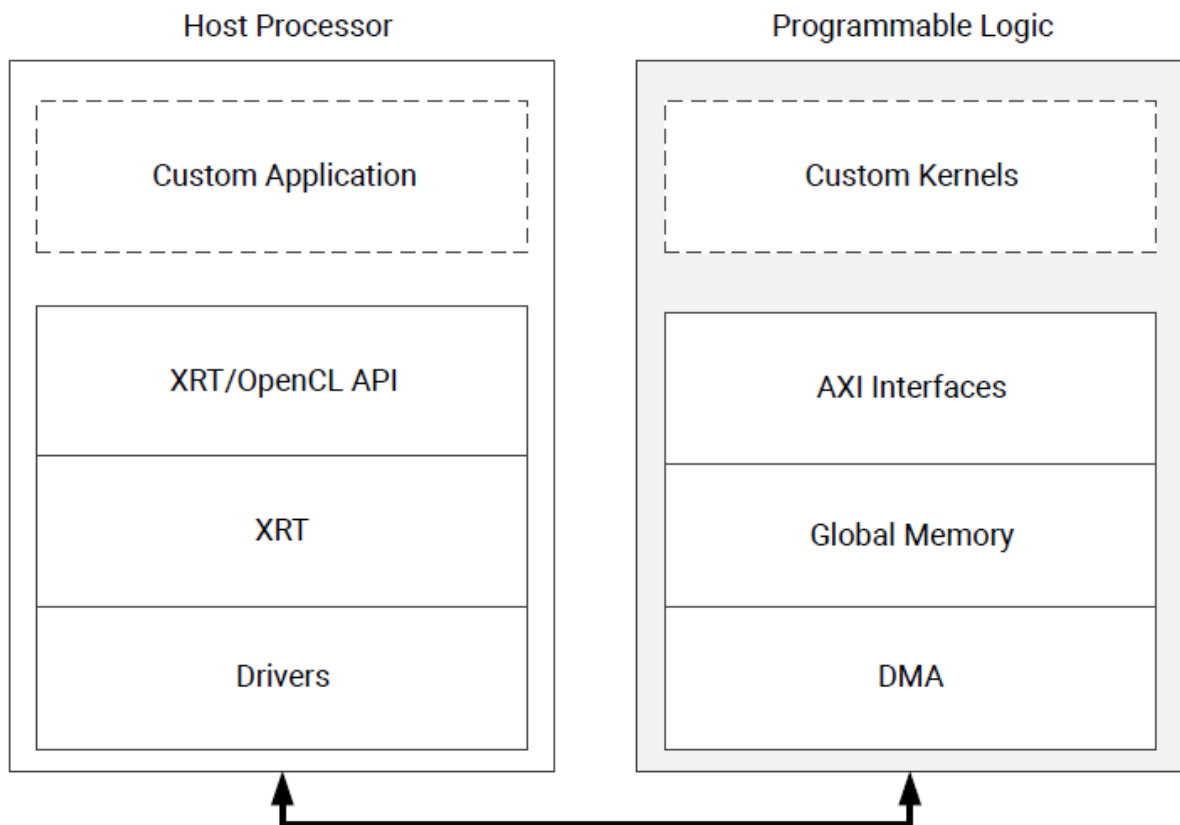 Host Processor
Programmable Logic
Custom Application
Custom Kernels
XRT/OpenCL API
AXI Interfaces
XRT
Global Memory
Drivers
DMA